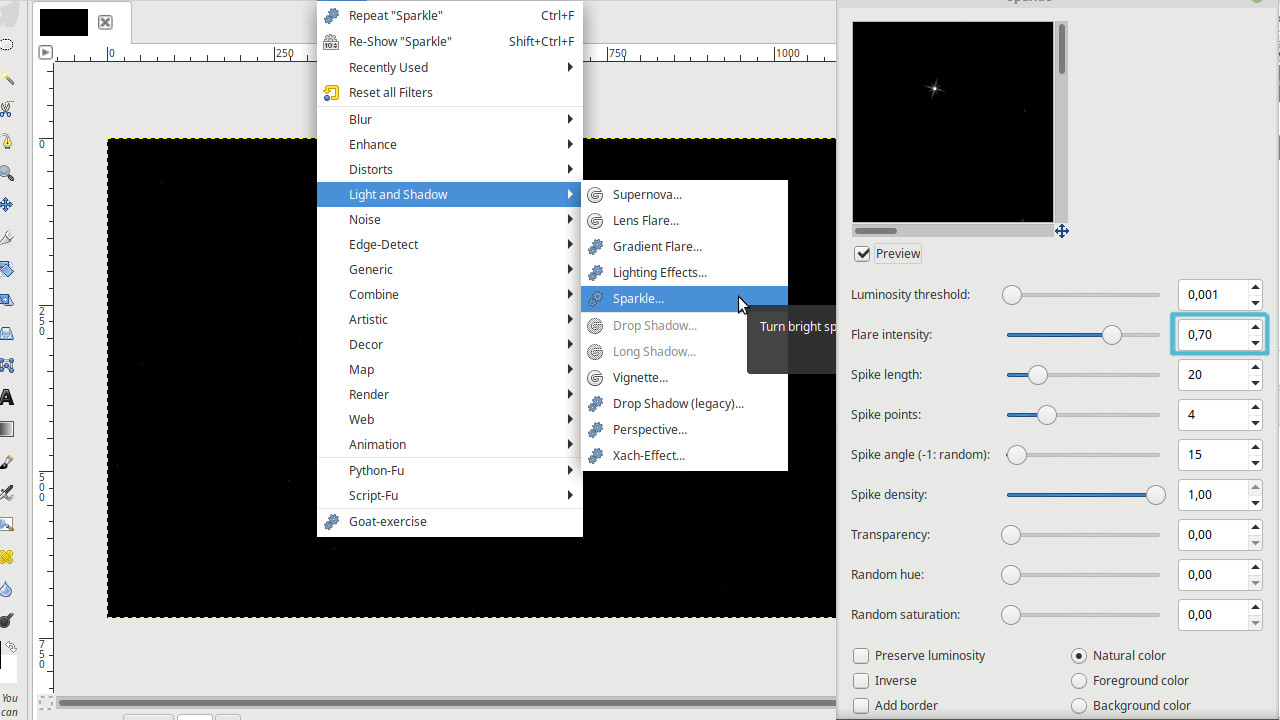 Repeat "Sparkle" Ctrl+F
Re-Show "Sparkle" Shift+Ctrl+F
Recently Used
Reset all Filters
Blur
Enhance
Distorts
Light and Shadow
Noise
Edge-Detect
Generic
Combine
Artistic
Decor
Map
Render
Web
Animation
Python-Fu
Script-Fu
Goat-exercise
Supernova...
Lens Flare...
Gradient Flare...
Lighting Effects...
Sparkle...
Drop Shadow...
Long Shadow...
Vignette...
Drop Shadow (legacy)...
Perspective...
Xach-Effect...
Turn bright sp
0 250 750 1000
0
250
500
750
You
can
Preview
Luminosity threshold: 0,001
Flare intensity: 0,70
Spike length: 20
Spike points: 4
Spike angle (-1: random): 15
Spike density: 1,00
Transparency: 0,00
Random hue: 0,00
Random saturation: 0,00
Preserve luminosity Natural color
Inverse Foreground color
Add border Background color